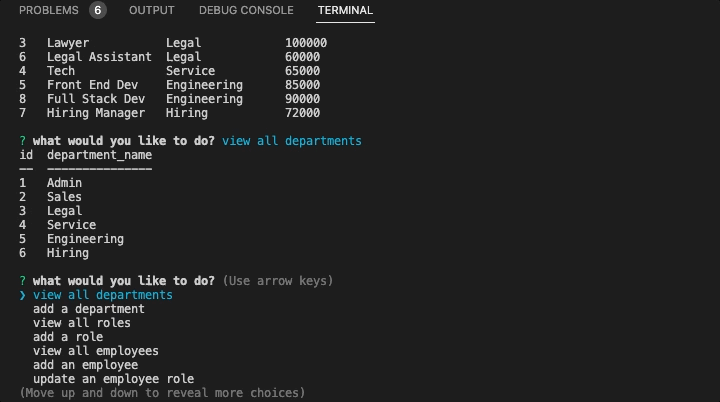 PROBLEMS 6 OUTPUT DEBUG CONSOLE TERMINAL
3 Lawyer Legal 100000
6 Legal Assistant Legal 60000
4 Tech Service 65000
5 Front End Dev Engineering 85000
8 Full Stack Dev Engineering 90000
7 Hiring Manager Hiring 72000
? what would you like to do? view all departments
id department_name
-- ---------------
1 Admin
2 Sales
3 Legal
4 Service
5 Engineering
6 Hiring
? what would you like to do? (Use arrow keys)
❯ view all departments
add a department
view all roles
add a role
view all employees
add an employee
update an employee role
(Move up and down to reveal more choices)